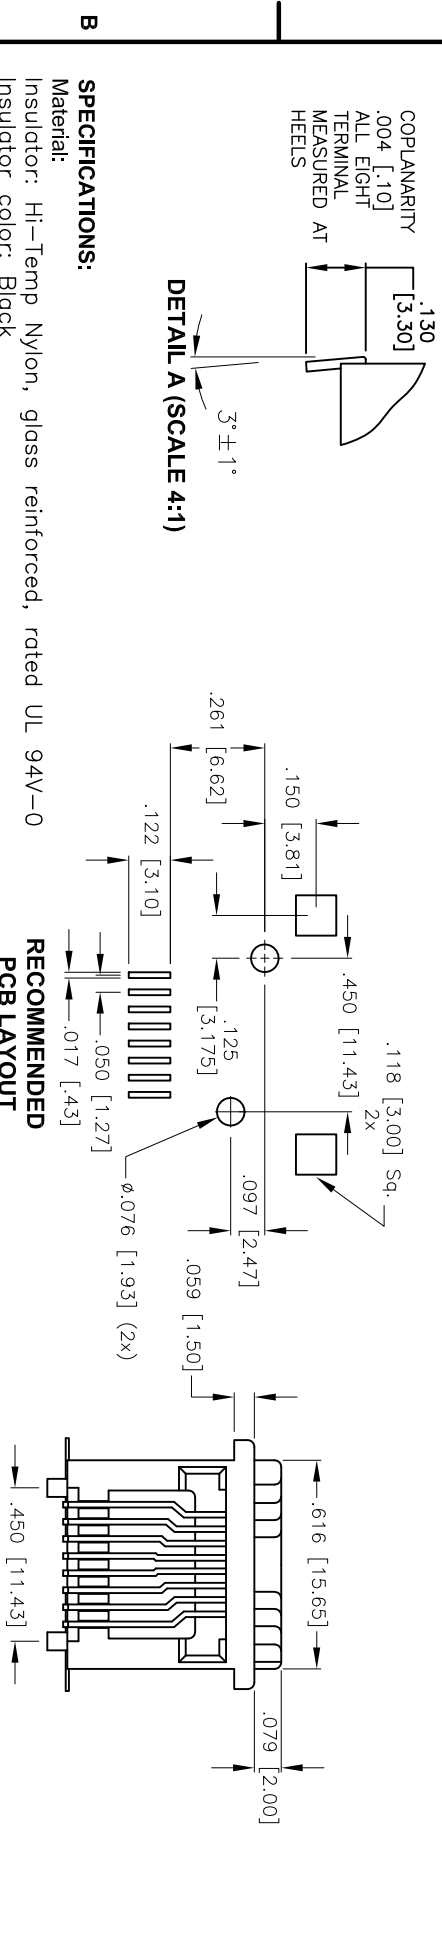 B
COPLANARITY
.004 [.10]
ALL EIGHT
TERMINAL
MEASURED AT
HEELS
.130
[3.30]
3°±1°
DETAIL A (SCALE 4:1)
SPECIFICATIONS:
Material:
Insulator: Hi-Temp Nylon, glass reinforced, rated UL 94V-0
Insulator color: Black
.118 [3.00] Sq.
2x
.450 [11.43]
.150 [3.81]
.261 [6.62]
.125
[3.175]
.097 [2.47]
.122 [3.10]
.050 [1.27]
.017 [.43]
ø.076 [1.93] (2x)
RECOMMENDED
PCB LAYOUT
.059 [1.50]
.616 [15.65]
.079 [2.00]
.450 [11.43]